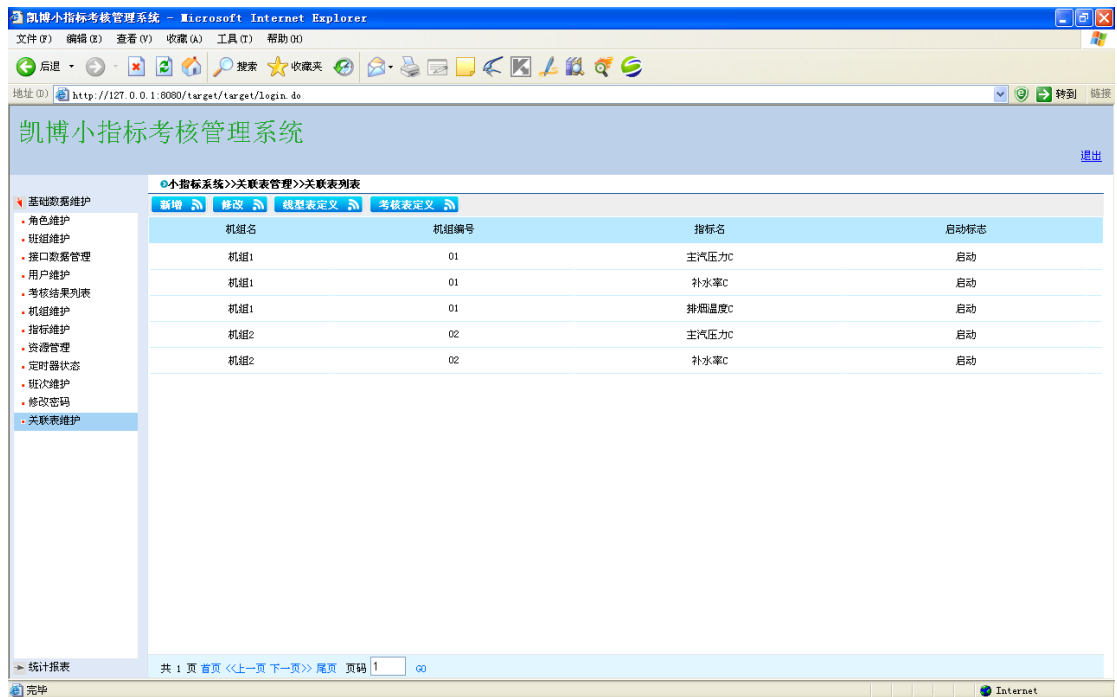 凯博小指标考核管理系统 - Microsoft Internet Explorer
文件(F) 编辑(E) 查看(V) 收藏(A) 工具(T) 帮助(H)
后退 搜索 收藏夹
地址(D) http://127.0.0.1:8080/target/target/login.do 转到 链接
凯博小指标考核管理系统
退出
小指标系统>>关联表管理>>关联表列表
新增 修改 线型表定义 考核表定义
基础数据维护
角色维护
班组维护
接口数据管理
用户维护
考核结果列表
机组维护
指标维护
资源管理
定时器状态
班次维护
修改密码
关联表维护
机组名 机组编号 指标名 启动标志
机组1 01 主汽压力C 启动
机组1 01 补水率C 启动
机组1 01 排烟温度C 启动
机组2 02 主汽压力C 启动
机组2 02 补水率C 启动
统计报表
共 1 页 首页 <<上一页 下一页>> 尾页 页码 1 GO
完毕 Internet